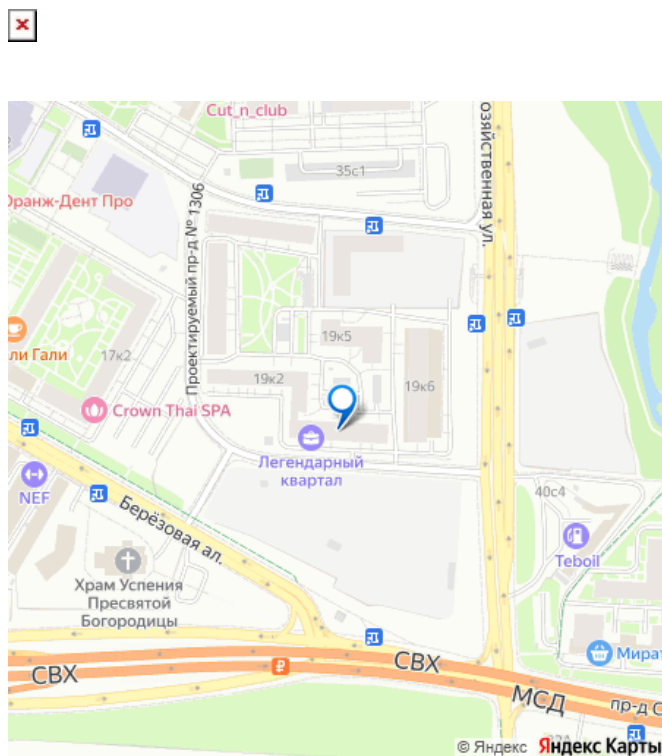 Cut_n_club
35с1
озяйственная ул.
Оранж-Дент Про
Проектируемый пр-д № 1306
19к5
ли Гали
17к2
19к2
19к6
Crown Thai SPA
Легендарный
квартал
NEF
40с4
Берёзовая ал.
Teboil
Храм Успения
Пресвятой
Богородицы
СВХ
СВХ
Мират
МСД
пр-д С
© Яндекс Яндекс Карты